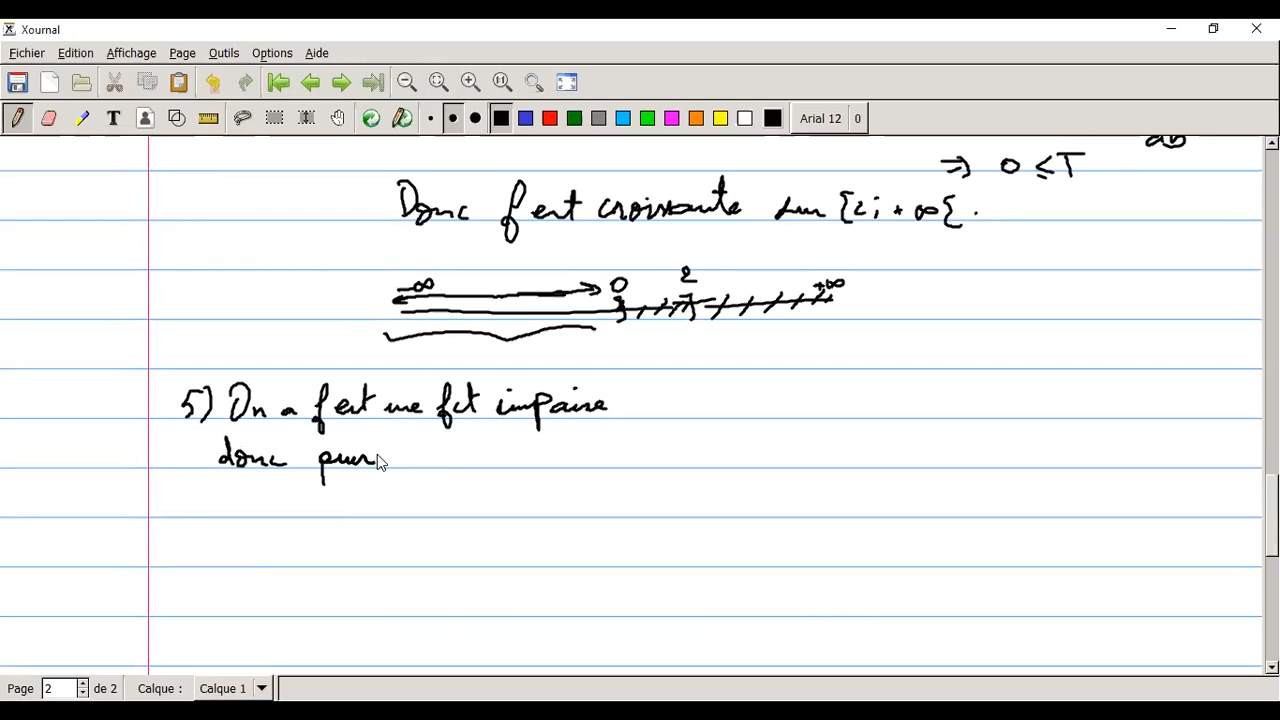 Xournal
Fichier Edition Affichage Page Outils Options Aide
Arial 12 0
ab
⇒ 0 ≤ T
Donc f est croissante sur [2; +∞[.
-∞ 0 2 +∞
5) On a f est une fct impaire
donc pour
Page 2 de 2 Calque : Calque 1